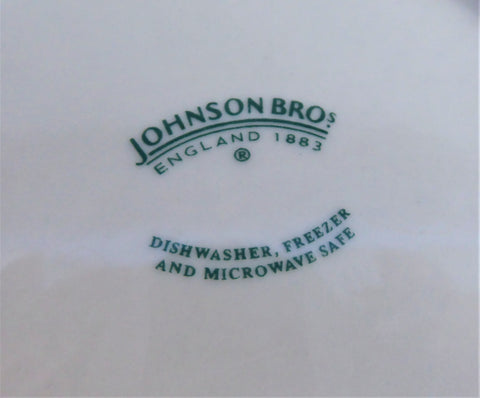 JOHNSON BROS
ENGLAND 1883
®
DISHWASHER, FREEZER
AND MICROWAVE SAFE